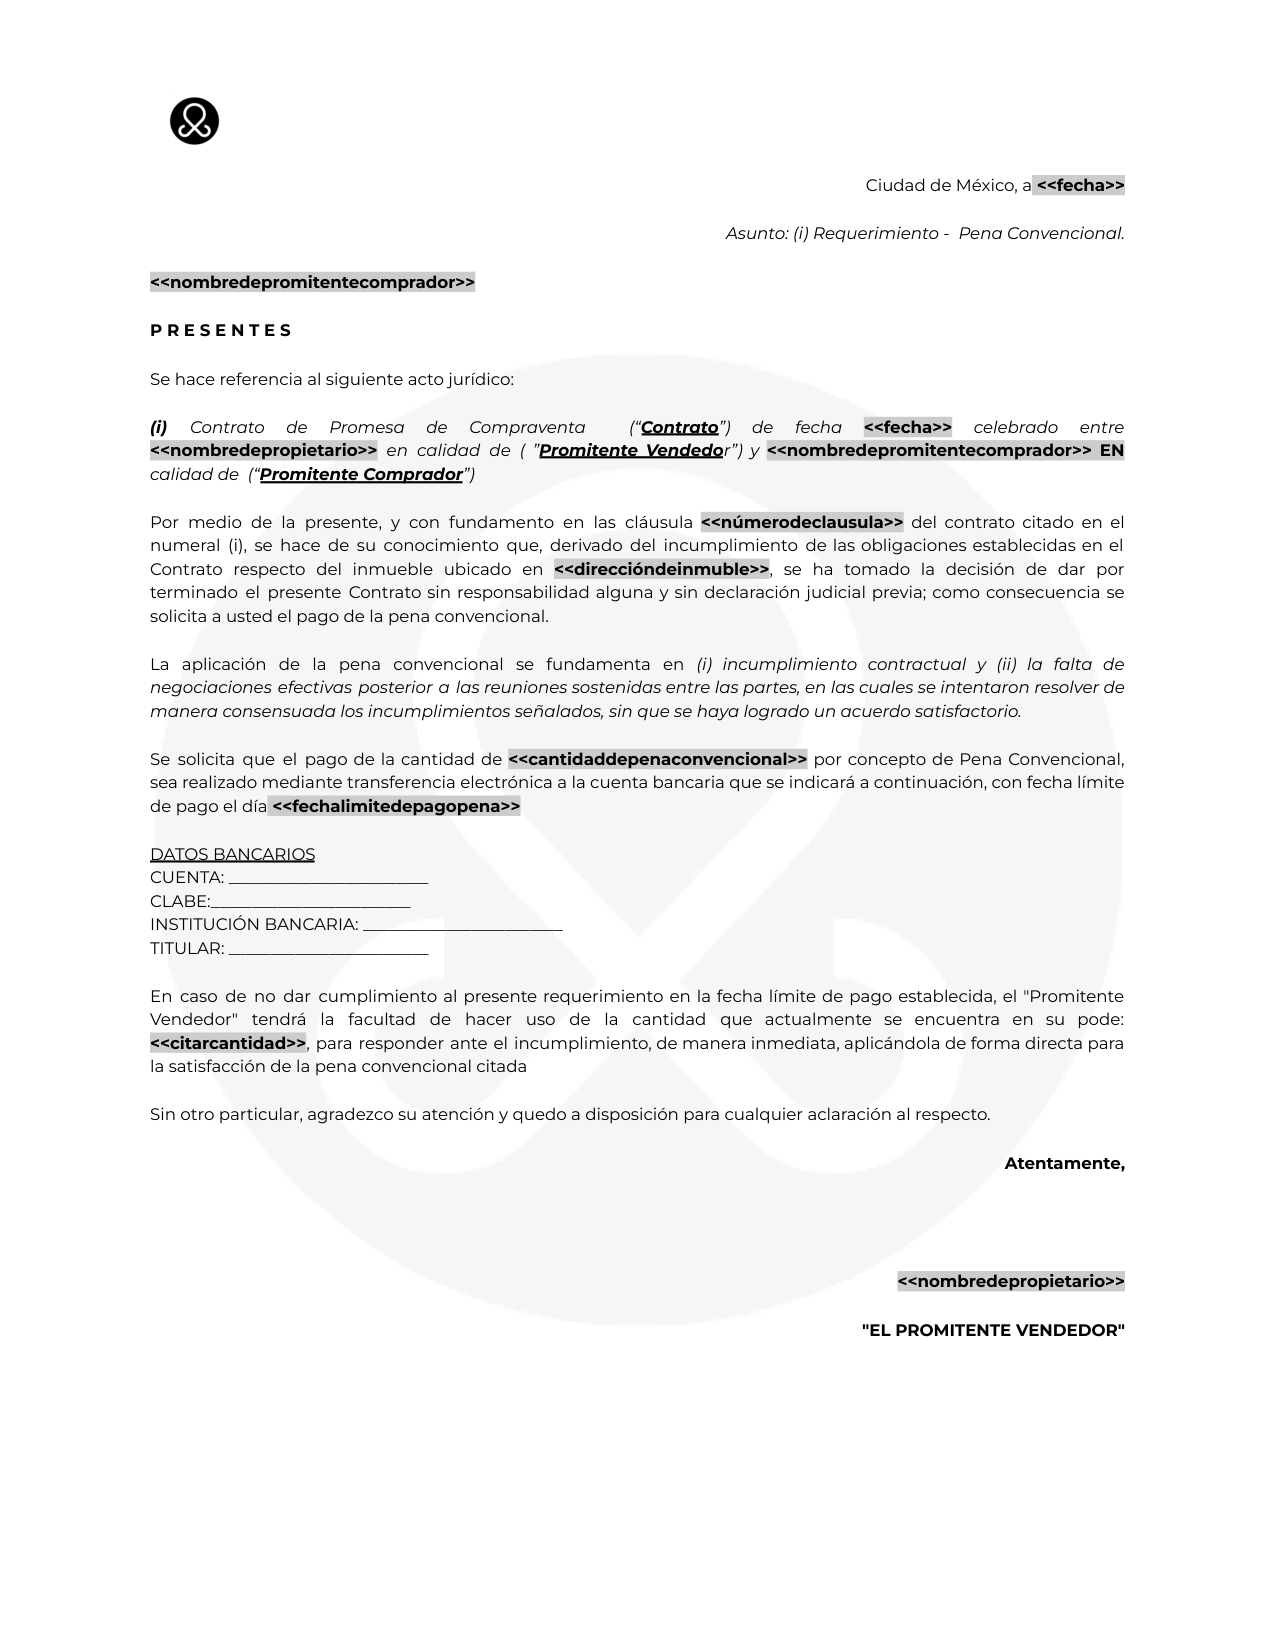 Ciudad de México, a <<fecha>>
Asunto: (i) Requerimiento - Pena Convencional.
<<nombredepromitentecomprador>>
P R E S E N T E S
Se hace referencia al siguiente acto jurídico:
(i) Contrato de Promesa de Compraventa (“Contrato”) de fecha <<fecha>> celebrado entre
<<nombredepropietario>> en calidad de ( ”Promitente Vendedor”) y <<nombredepromitentecomprador>> EN
calidad de (“Promitente Comprador”)
Por medio de la presente, y con fundamento en las cláusula <<númerodeclausula>> del contrato citado en el
numeral (i), se hace de su conocimiento que, derivado del incumplimiento de las obligaciones establecidas en el
Contrato respecto del inmueble ubicado en <<direccióndeinmuble>>, se ha tomado la decisión de dar por
terminado el presente Contrato sin responsabilidad alguna y sin declaración judicial previa; como consecuencia se
solicita a usted el pago de la pena convencional.
La aplicación de la pena convencional se fundamenta en (i) incumplimiento contractual y (ii) la falta de
negociaciones efectivas posterior a las reuniones sostenidas entre las partes, en las cuales se intentaron resolver de
manera consensuada los incumplimientos señalados, sin que se haya logrado un acuerdo satisfactorio.
Se solicita que el pago de la cantidad de <<cantidaddepenaconvencional>> por concepto de Pena Convencional,
sea realizado mediante transferencia electrónica a la cuenta bancaria que se indicará a continuación, con fecha límite
de pago el día <<fechalimitedepagopena>>
DATOS BANCARIOS
CUENTA: ________________________
CLABE:________________________
INSTITUCIÓN BANCARIA: ________________________
TITULAR: ________________________
En caso de no dar cumplimiento al presente requerimiento en la fecha límite de pago establecida, el "Promitente
Vendedor" tendrá la facultad de hacer uso de la cantidad que actualmente se encuentra en su pode:
<<citarcantidad>>, para responder ante el incumplimiento, de manera inmediata, aplicándola de forma directa para
la satisfacción de la pena convencional citada
Sin otro particular, agradezco su atención y quedo a disposición para cualquier aclaración al respecto.
Atentamente,
<<nombredepropietario>>
"EL PROMITENTE VENDEDOR"